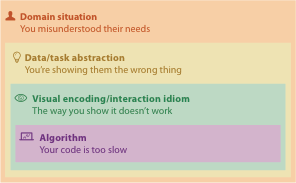 Domain situation
You misunderstood their needs
Data/task abstraction
You're showing them the wrong thing
Visual encoding/interaction idiom
The way you show it doesn't work
Algorithm
Your code is too slow